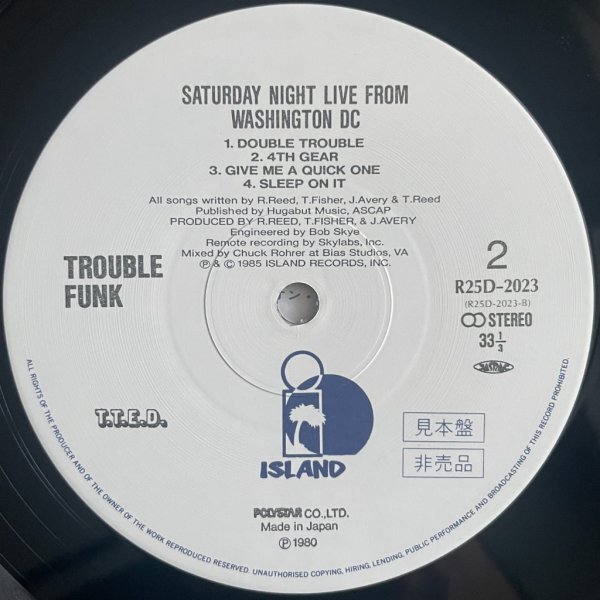 SATURDAY NIGHT LIVE FROM
WASHINGTON DC
1. DOUBLE TROUBLE
2. 4TH GEAR
3. GIVE ME A QUICK ONE
4. SLEEP ON IT
All songs written by R.Reed, T.Fisher, J.Avery & T.Reed
Published by Hugabut Music, ASCAP
PRODUCED BY R.REED, T.FISHER, & J.AVERY
Engineered by Bob Skye
Remote recording by Skylabs, Inc.
Mixed by Chuck Rohrer at Bias Studios, VA
℗ & © 1985 ISLAND RECORDS, INC.
TROUBLE
FUNK
2
R25D-2023
(R25D-2023-B)
STEREO
33 1/3
T.T.E.D.
ISLAND
見本盤
非売品
POLYSTAR CO.,LTD.
Made in Japan
℗ 1980
ALL RIGHTS OF THE PRODUCER AND OF THE OWNER OF THE WORK REPRODUCED RESERVED. UNAUTHORISED COPYING, HIRING, LENDING, PUBLIC PERFORMANCE AND BROADCASTING OF THIS RECORD PROHIBITED.